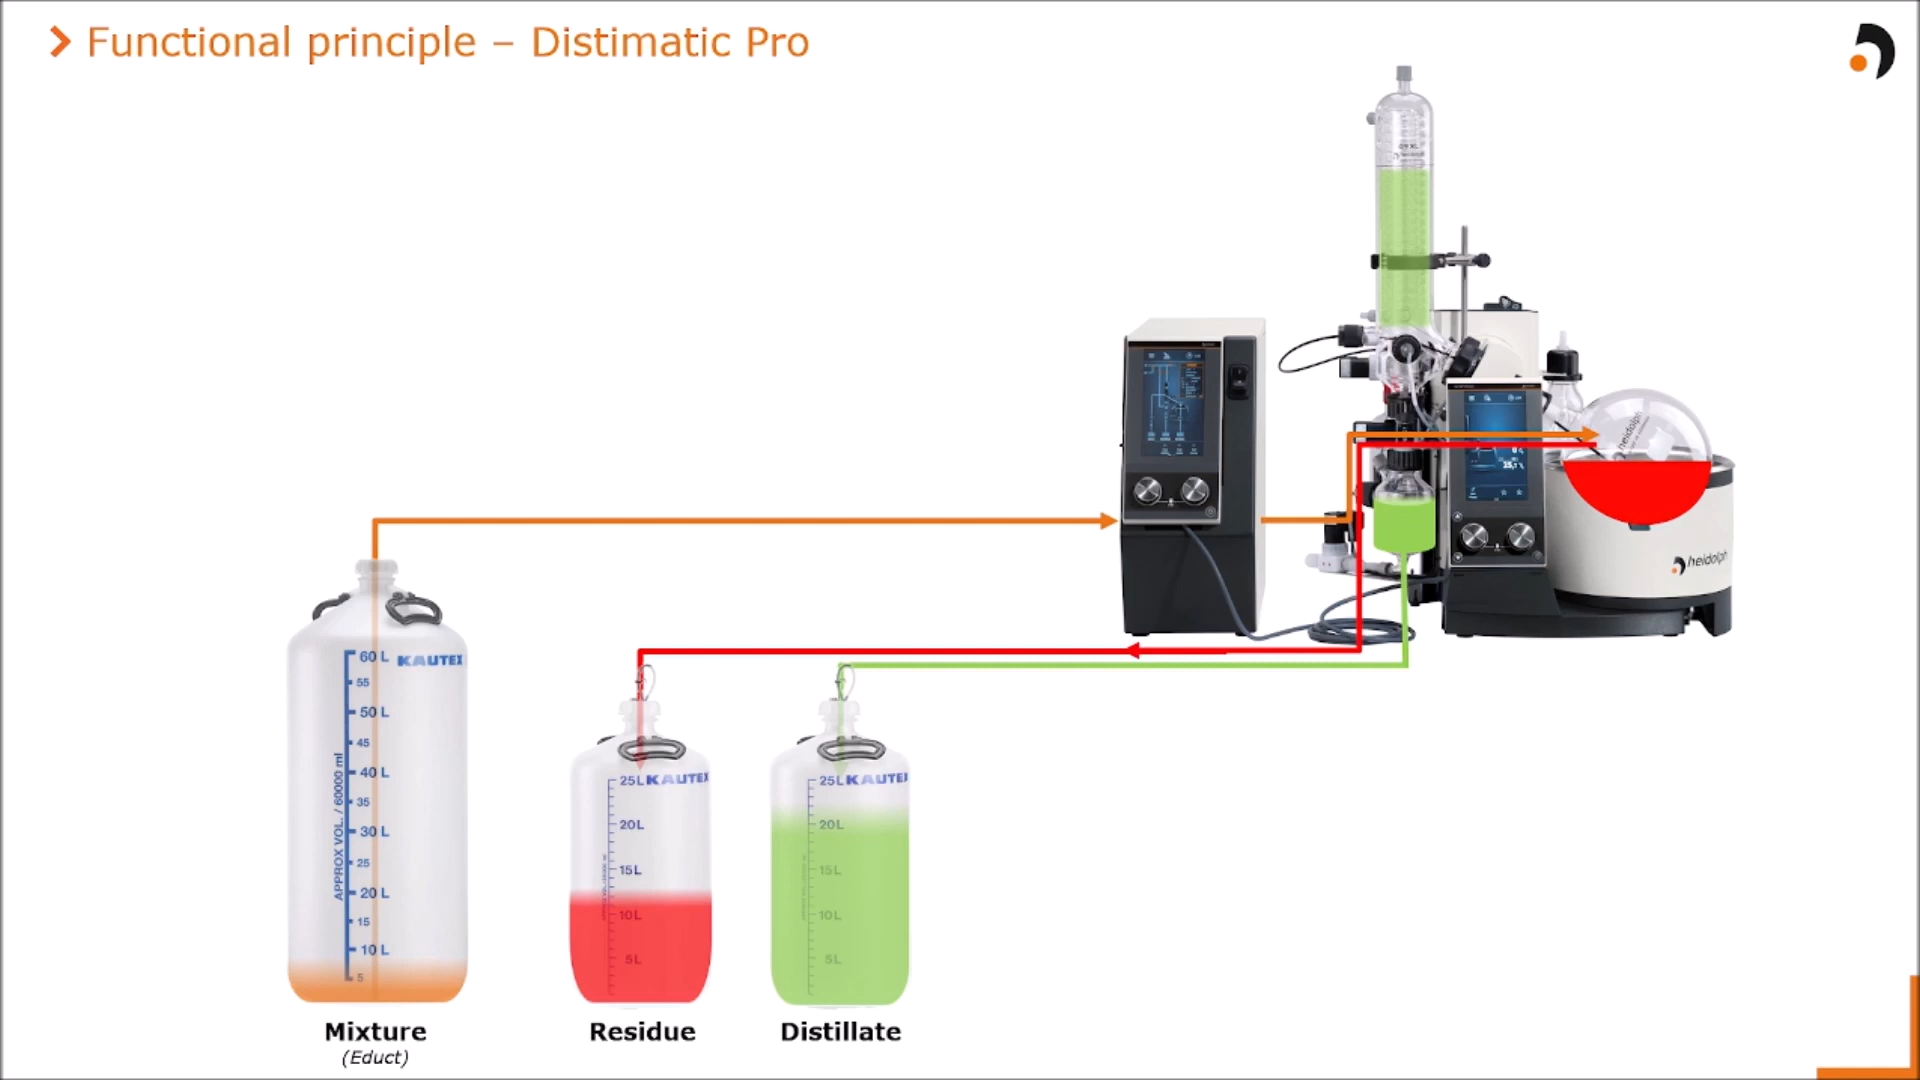 Functional principle – Distimatic Pro
heidolph
heidolph
60 L KAUTEX
55
50 L
45
40 L
35
30 L
25
20 L
15
10 L
5
APPROX VOL. / 60000 ml
25L KAUTEX
20L
15L
10L
5L
25L KAUTEX
20L
15L
10L
5L
Mixture
(Educt)
Residue
Distillate